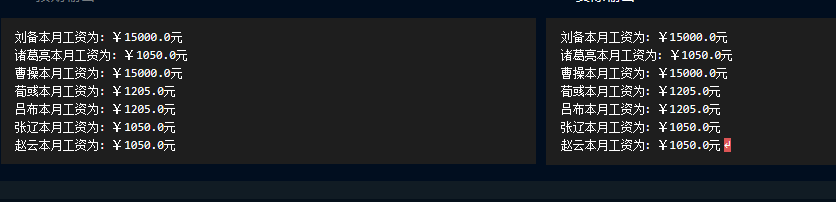 刘备本月工资为: ￥15000.0元
诸葛亮本月工资为: ￥1050.0元
曹操本月工资为: ￥15000.0元
荀彧本月工资为: ￥1205.0元
吕布本月工资为: ￥1205.0元
张辽本月工资为: ￥1050.0元
赵云本月工资为: ￥1050.0元
刘备本月工资为: ￥15000.0元
诸葛亮本月工资为: ￥1050.0元
曹操本月工资为: ￥15000.0元
荀彧本月工资为: ￥1205.0元
吕布本月工资为: ￥1205.0元
张辽本月工资为: ￥1050.0元
赵云本月工资为: ￥1050.0元↵